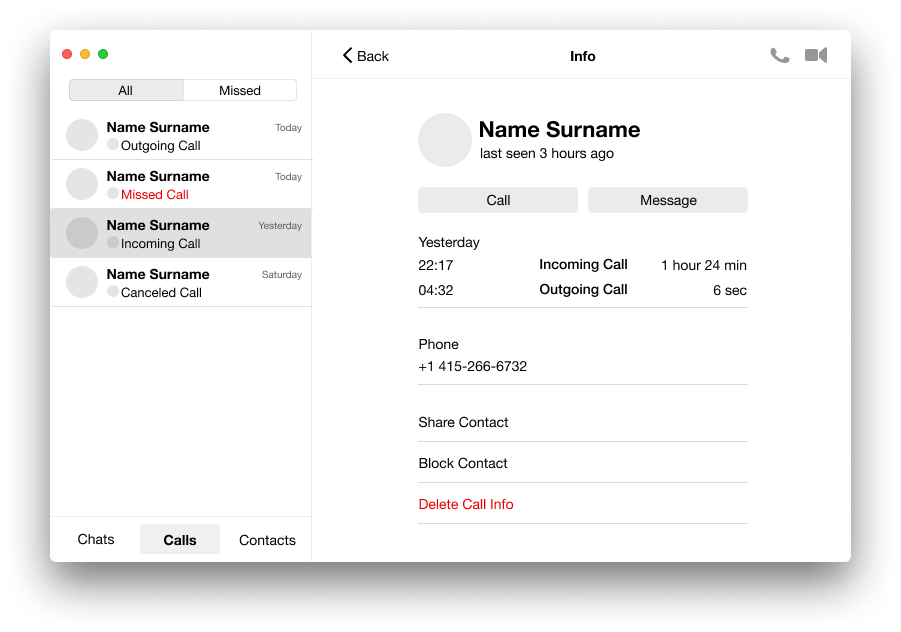 All Missed
Name Surname Today
Outgoing Call
Name Surname Today
Missed Call
Name Surname Yesterday
Incoming Call
Name Surname Saturday
Canceled Call
Chats Calls Contacts
Back Info
Name Surname
last seen 3 hours ago
Call Message
Yesterday
22:17 Incoming Call 1 hour 24 min
04:32 Outgoing Call 6 sec
Phone
+1 415-266-6732
Share Contact
Block Contact
Delete Call Info